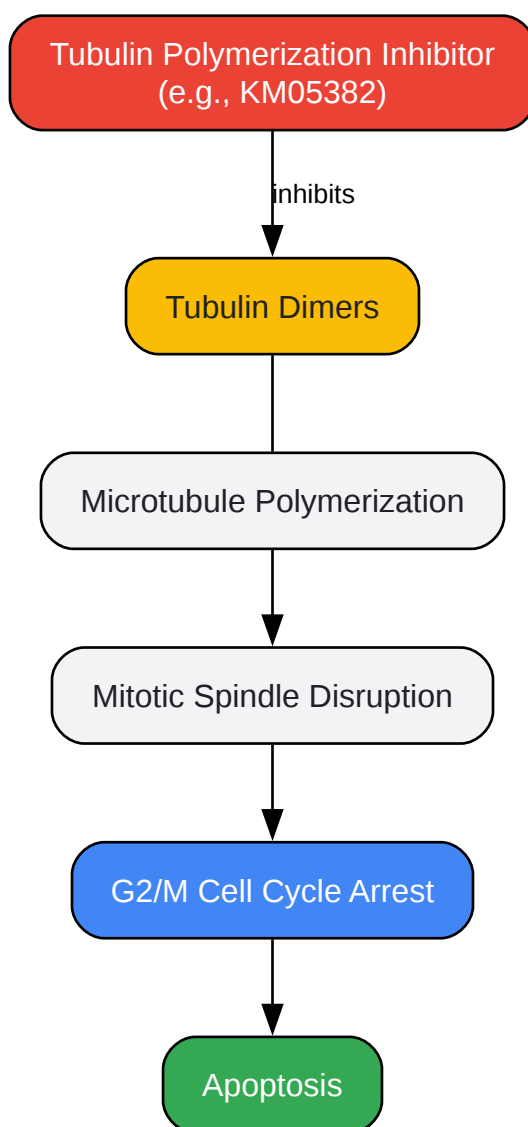 Tubulin Polymerization Inhibitor
(e.g., KM05382)
inhibits
Tubulin Dimers
Microtubule Polymerization
Mitotic Spindle Disruption
G2/M Cell Cycle Arrest
Apoptosis